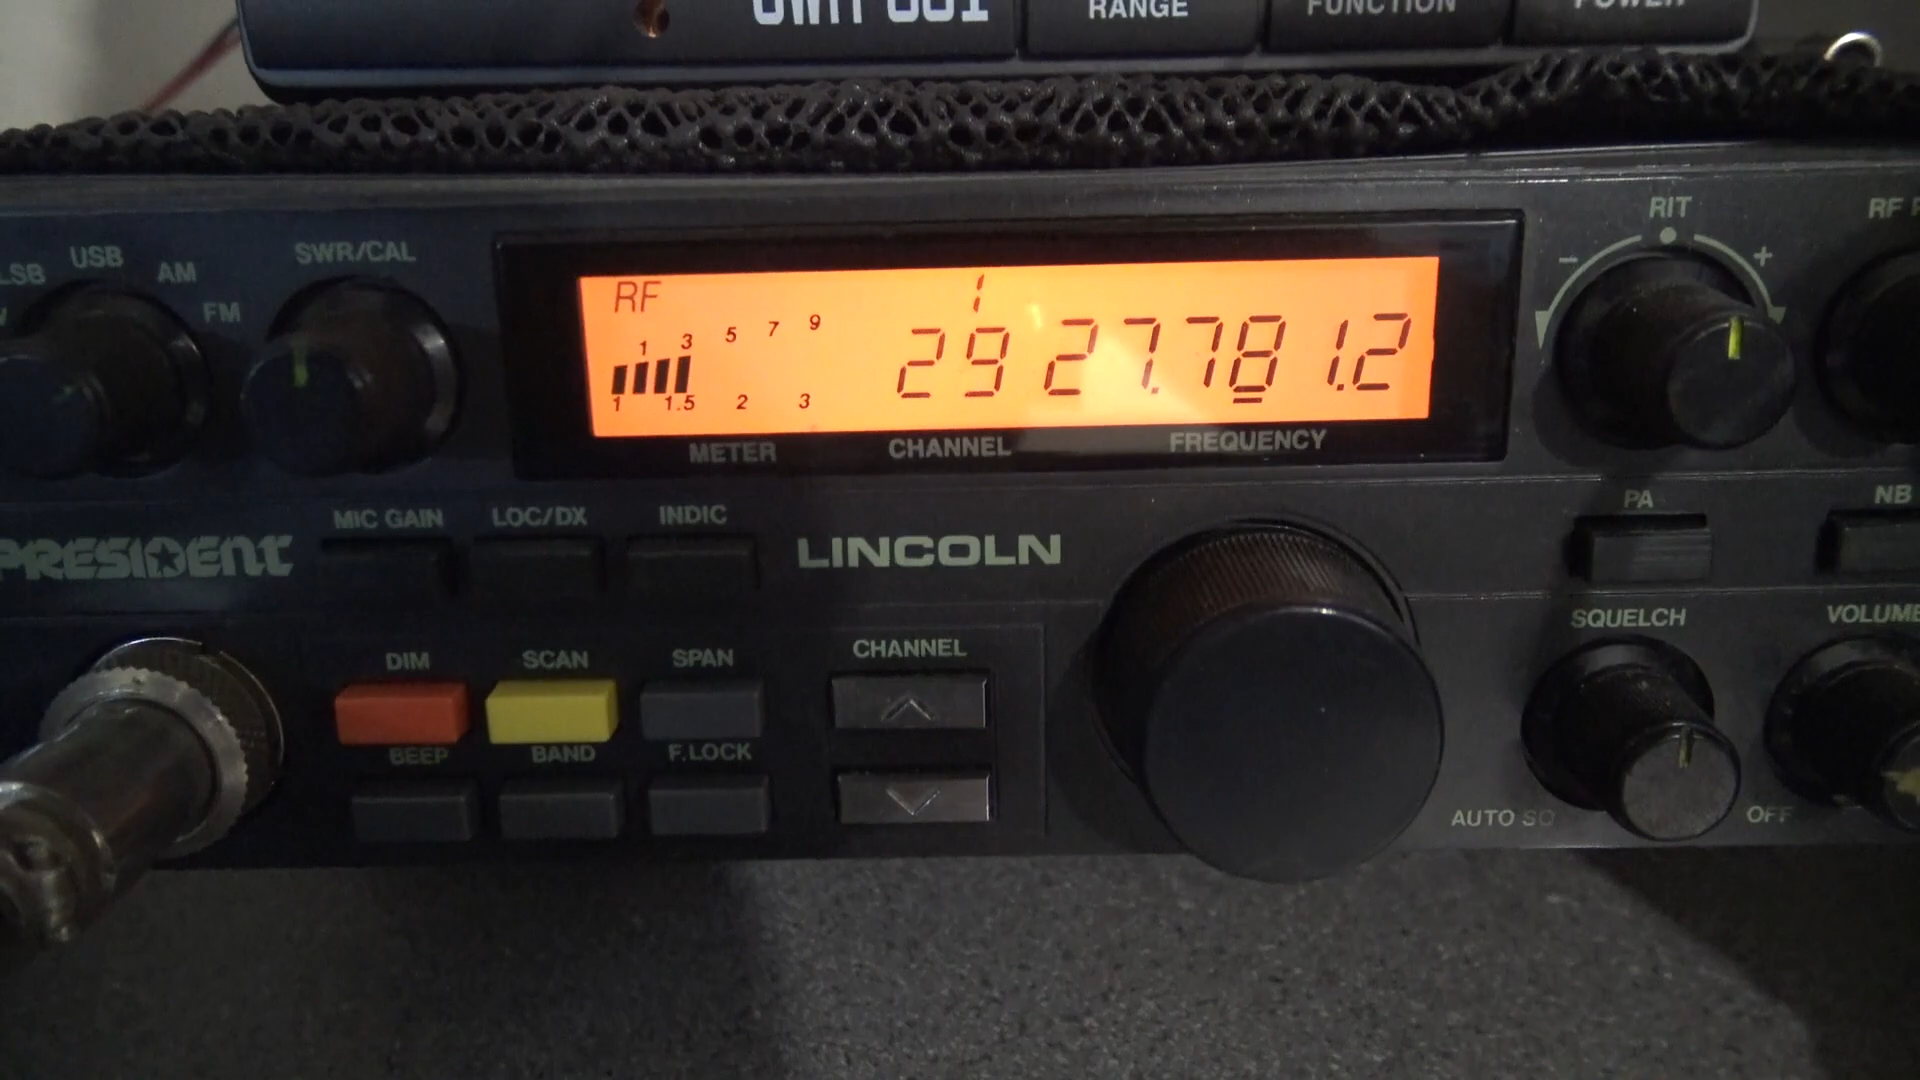 RANGE FUNCTION POWER
LSB USB AM FM
SWR/CAL
RF
1
1 3 5 7 9
29 27.781.2
1 1.5 2 3
METER CHANNEL FREQUENCY
RIT
- +
RF
PRESIDENT
MIC GAIN LOC/DX INDIC
LINCOLN
PA
NB
DIM SCAN SPAN
CHANNEL
SQUELCH
VOLUME
BEEP BAND F.LOCK
AUTO SQ
OFF